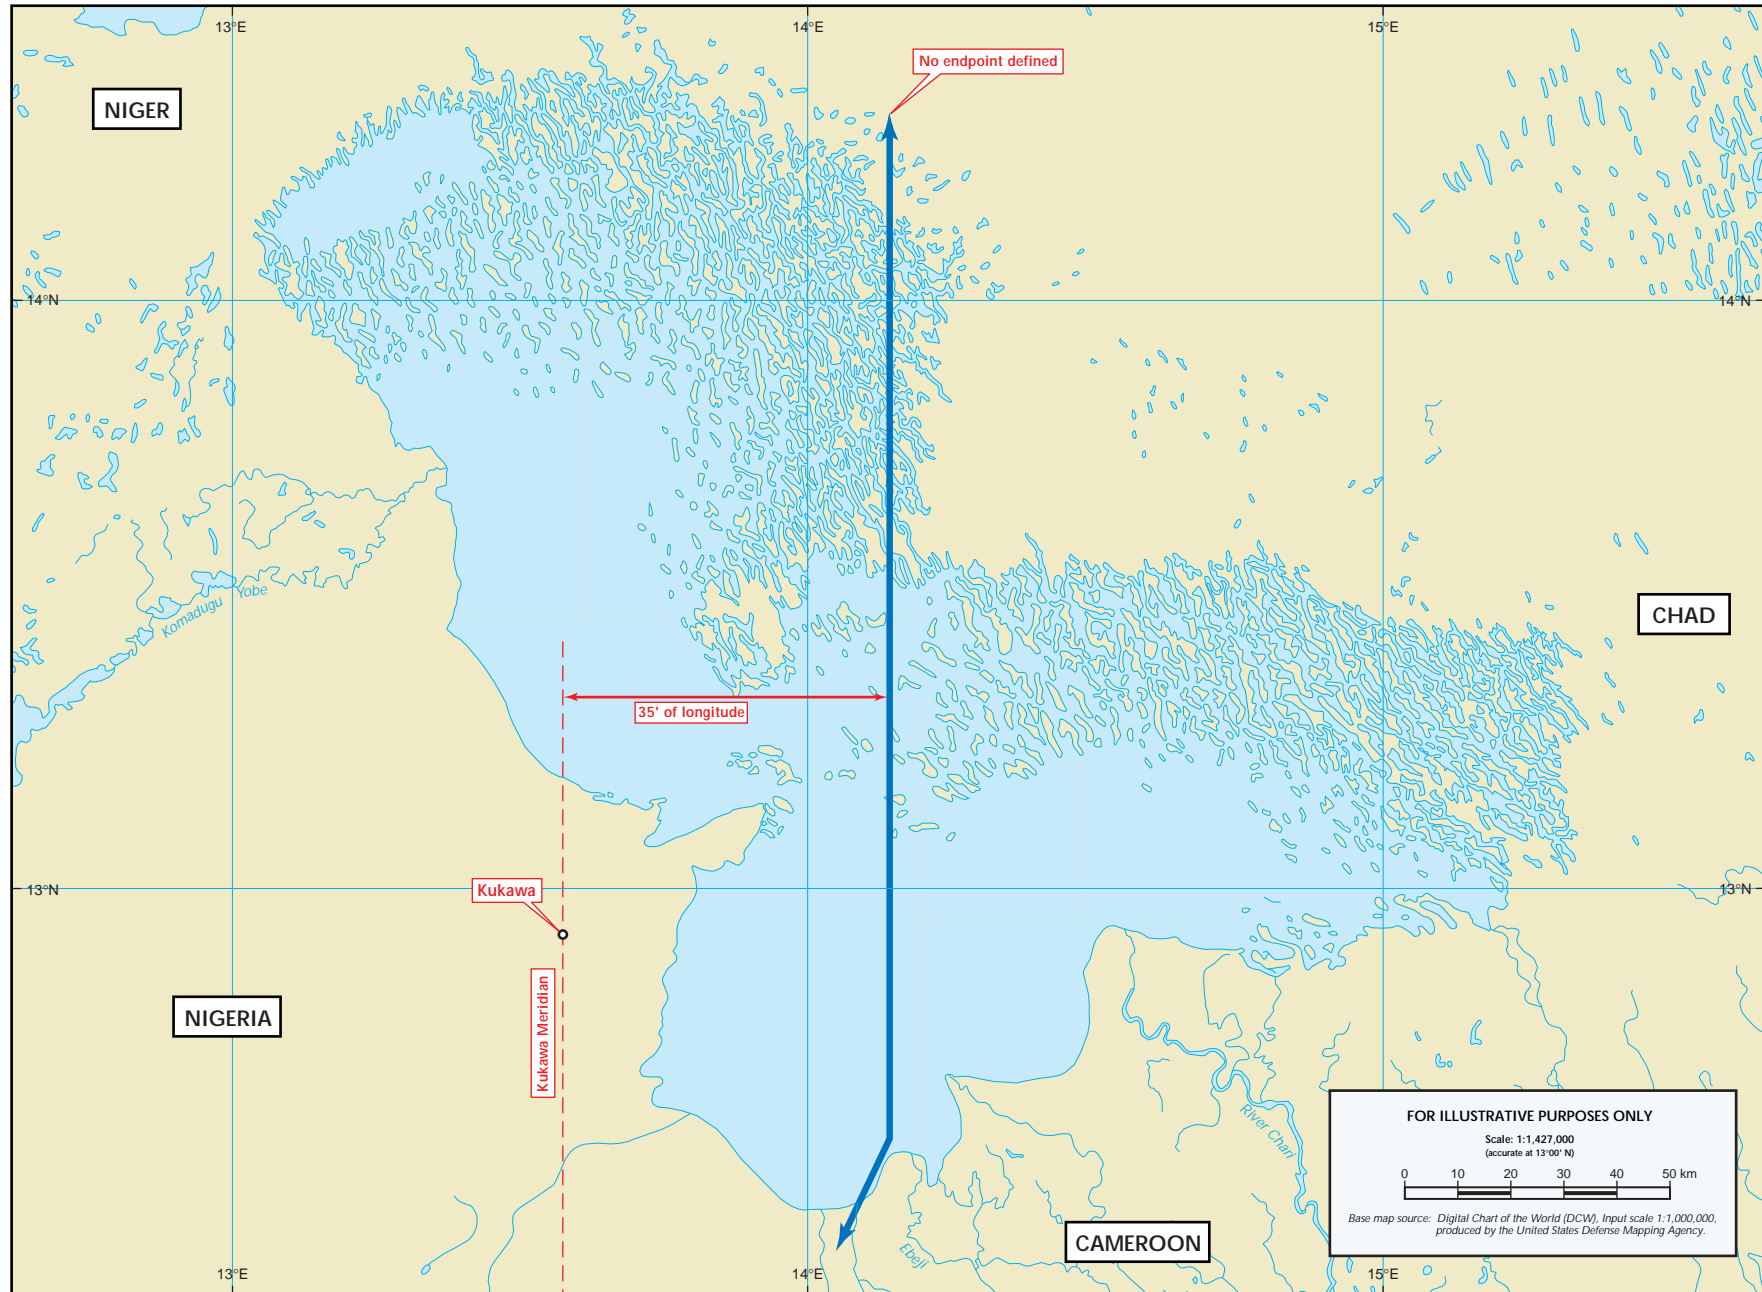 13°E
14°E
15°E
No endpoint defined
NIGER
14°N
14°N
Komadugu Yobe
CHAD
35' of longitude
13°N
13°N
Kukawa
Kukawa Meridian
NIGERIA
River Chari
FOR ILLUSTRATIVE PURPOSES ONLY
Scale: 1:1,427,000
(accurate at 13°00' N)
0 10 20 30 40 50 km
Base map source: Digital Chart of the World (DCW), Input scale 1:1,000,000,
produced by the United States Defense Mapping Agency.
CAMEROON
Ebeji
13°E
14°E
15°E